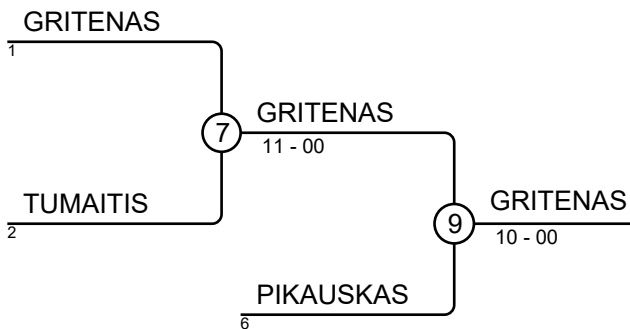 GRITENAS
1
7
GRITENAS
11 - 00
TUMAITIS
2
9
GRITENAS
10 - 00
PIKAUSKAS
6